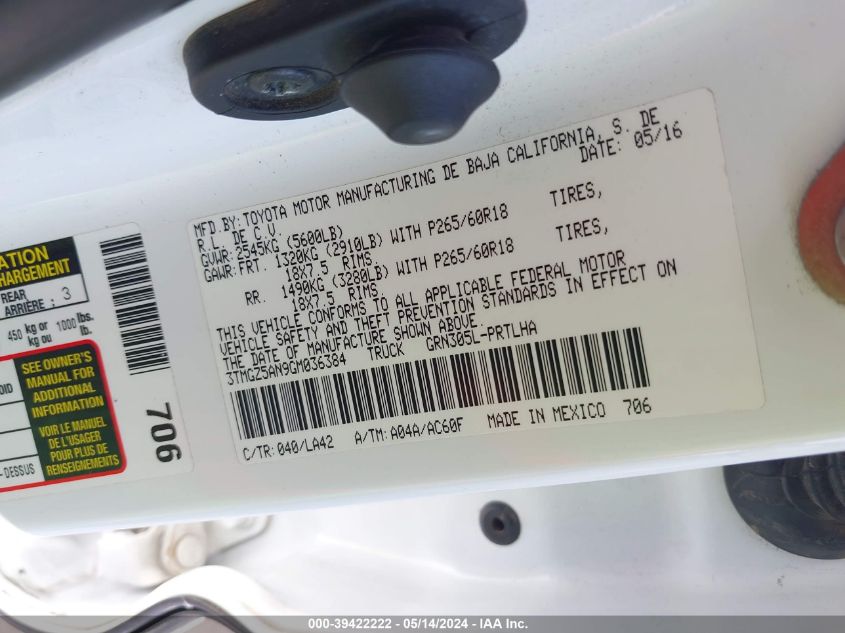 MFD.BY:TOYOTA MOTOR MANUFACTURING DE BAJA CALIFORNIA, S. DE
R.L. DE C.V. DATE: 05/16
GVWR:2545KG (5600LB)
GAWR:FRT. 1320KG (2910LB) WITH P265/60R18 TIRES,
18X7.5 RIMS
RR. 1490KG (3280LB) WITH P265/60R18 TIRES,
18X7.5 RIMS
THIS VEHICLE CONFORMS TO ALL APPLICABLE FEDERAL MOTOR
VEHICLE SAFETY AND THEFT PREVENTION STANDARDS IN EFFECT ON
THE DATE OF MANUFACTURE SHOWN ABOVE.
3TMGZ5AN9GM036384 TRUCK GRN305L-PRTLHA
C/TR:040/LA42 A/TM:A04A/AC60F MADE IN MEXICO 706
REAR
ARRIÈRE : 3
450 kg or 1000 lbs.
kg ou lb.
SEE OWNER'S
MANUAL FOR
ADDITIONAL
INFORMATION
VOIR LE MANUEL
DE L'USAGER
POUR PLUS DE
RENSEIGNEMENTS
-DESSUS
706
000-39422222 - 05/14/2024 - IAA Inc.